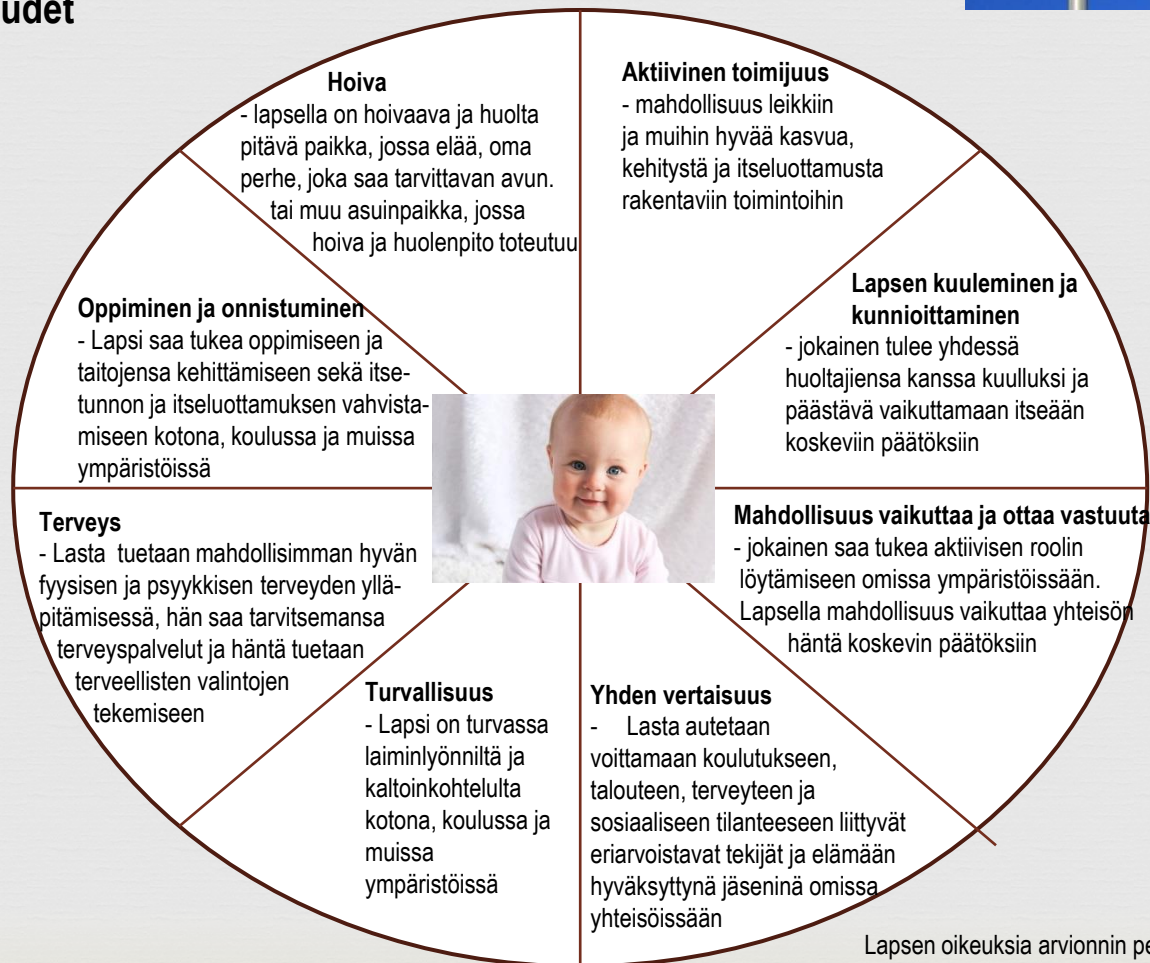 udet
Hoiva
- lapsella on hoivaava ja huolta
pitävä paikka, jossa elää, oma
perhe, joka saa tarvittavan avun.
tai muu asuinpaikka, jossa
hoiva ja huolenpito toteutuu
Aktiivinen toimijuus
- mahdollisuus leikkiin
ja muihin hyvää kasvua,
kehitystä ja itseluottamusta
rakentaviin toimintoihin
Lapsen kuuleminen ja
kunnioittaminen
- jokainen tulee yhdessä
huoltajiensa kanssa kuulluksi ja
päästävä vaikuttamaan itseään
koskeviin päätöksiin
Oppiminen ja onnistuminen
- Lapsi saa tukea oppimiseen ja
taitojensa kehittämiseen sekä itse-
tunnon ja itseluottamuksen vahvista-
miseen kotona, koulussa ja muissa
ympäristöissä
Mahdollisuus vaikuttaa ja ottaa vastuuta
- jokainen saa tukea aktiivisen roolin
löytämiseen omissa ympäristöissään.
Lapsella mahdollisuus vaikuttaa yhteisön
häntä koskevin päätöksiin
Terveys
- Lasta tuetaan mahdollisimman hyvän
fyysisen ja psyykkisen terveyden yllä-
pitämisessä, hän saa tarvitsemansa
terveyspalvelut ja häntä tuetaan
terveellisten valintojen
tekemiseen
Turvallisuus
- Lapsi on turvassa
laiminlyönniltä ja
kaltoinkohtelulta
kotona, koulussa ja
muissa
ympäristöissä
Yhden vertaisuus
- Lasta autetaan
voittamaan koulutukseen,
talouteen, terveyteen ja
sosiaaliseen tilanteeseen liittyvät
eriarvoistavat tekijät ja elämään
hyväksyttynä jäseninä omissa
yhteisöissään
Lapsen oikeuksia arvionnin pe